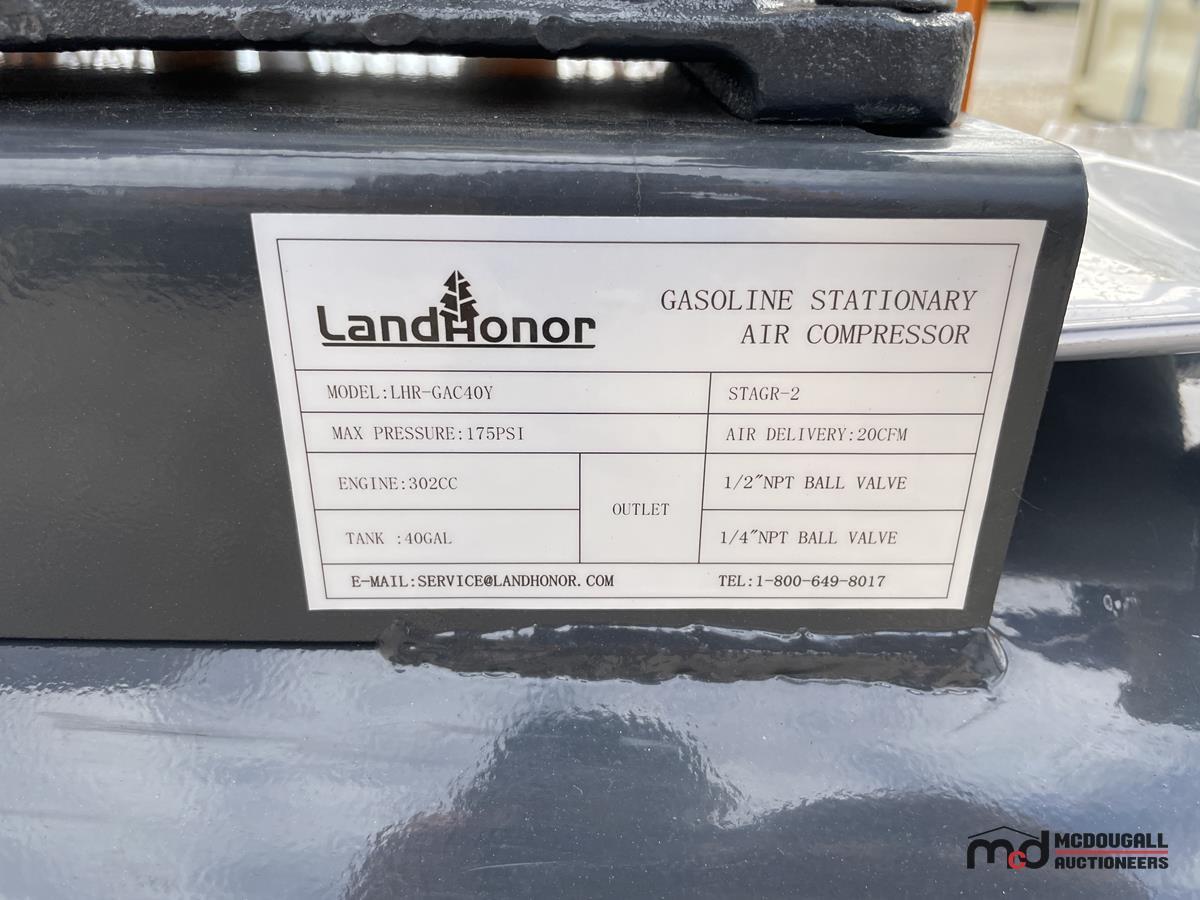 LandHonor
GASOLINE STATIONARY
AIR COMPRESSOR
MODEL:LHR-GAC40Y
STAGR-2
MAX PRESSURE:175PSI
AIR DELIVERY:20CFM
ENGINE:302CC
OUTLET
1/2"NPT BALL VALVE
TANK :40GAL
1/4"NPT BALL VALVE
E-MAIL:SERVICE@LANDHONOR.COM
TEL:1-800-649-8017
mcd
MCDOUGALL
AUCTIONEERS